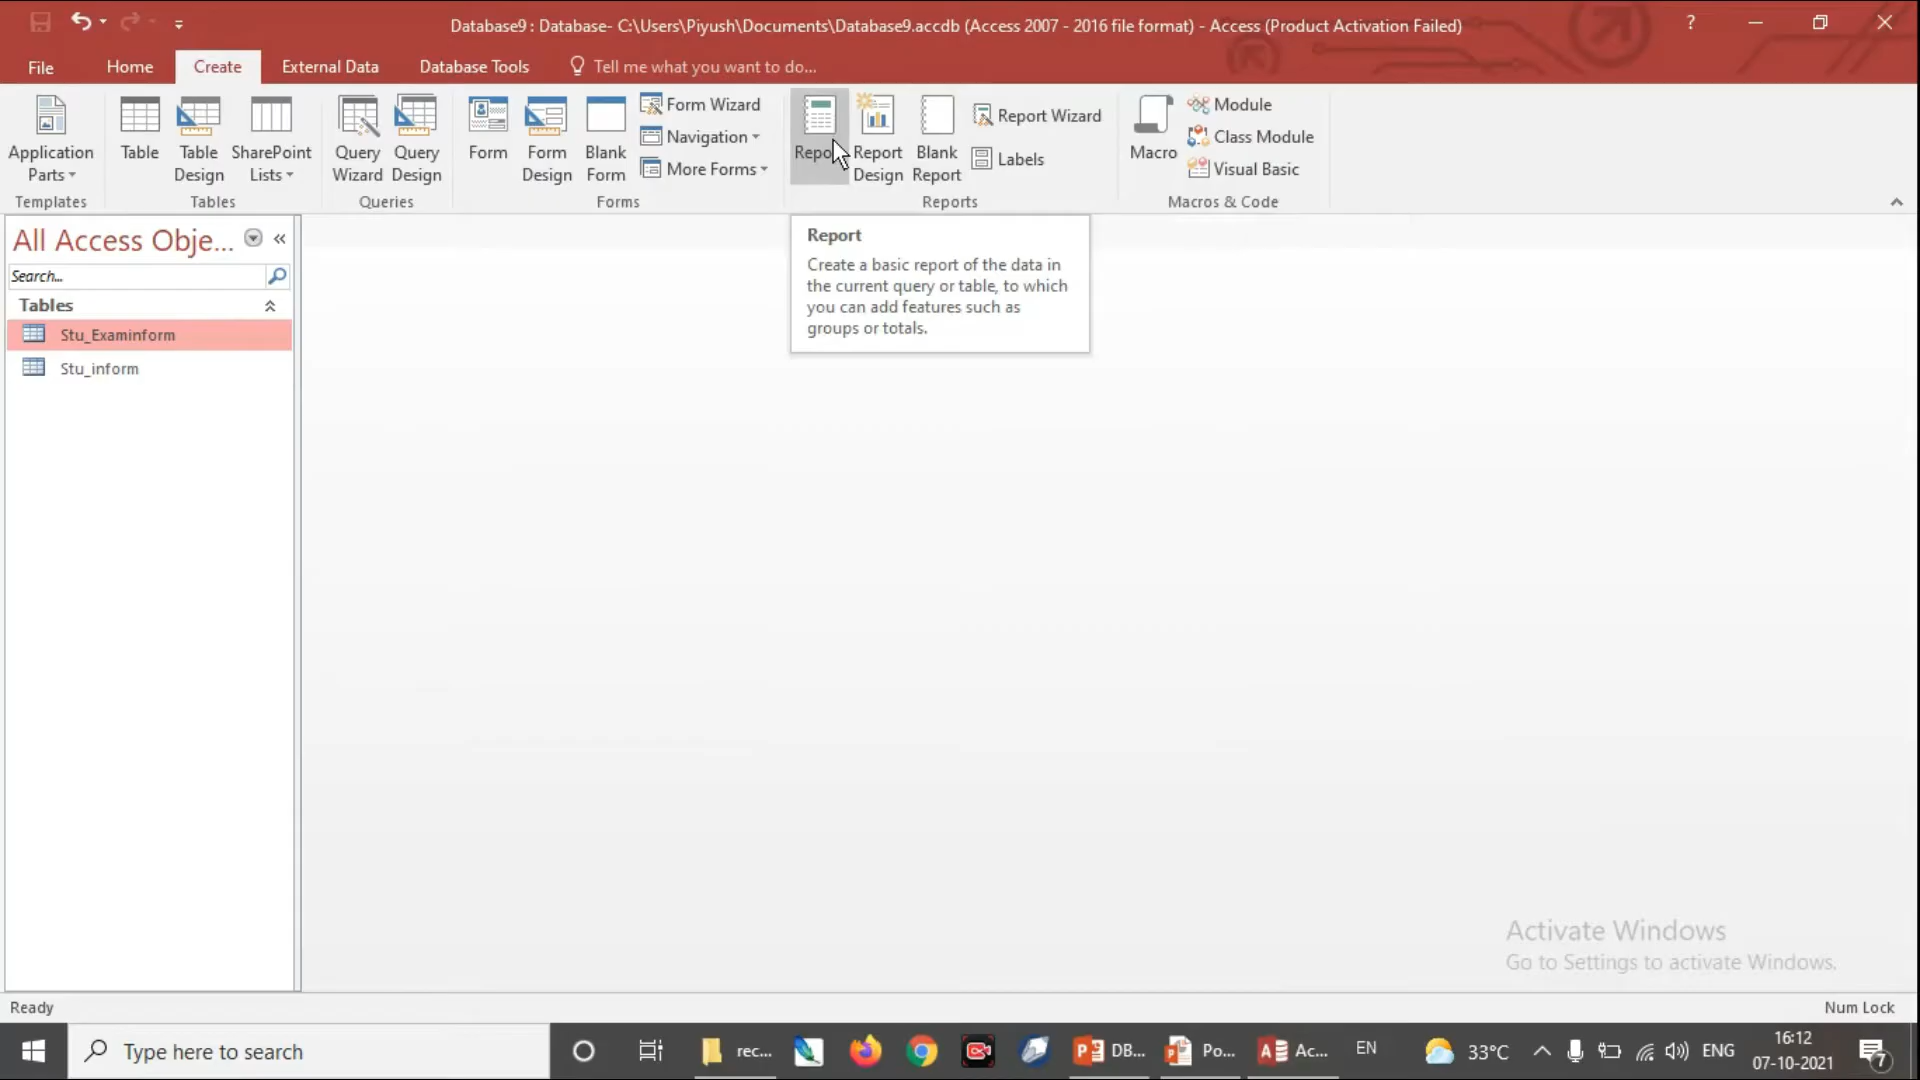 Database9 : Database- C:\Users\Piyush\Documents\Database9.accdb (Access 2007 - 2016 file format) - Access (Product Activation Failed)
?
File
Home
Create
External Data
Database Tools
Tell me what you want to do...
Application
Parts
Templates
Table
Table
Design
SharePoint
Lists
Tables
Query
Wizard
Query
Design
Queries
Form
Form
Design
Blank
Form
Form Wizard
Navigation
More Forms
Forms
Report
Report
Design
Blank
Report
Report Wizard
Labels
Reports
Macro
Module
Class Module
Visual Basic
Macros & Code
All Access Obje...
Search...
Tables
Stu_Examinform
Stu_inform
Report
Create a basic report of the data in
the current query or table, to which
you can add features such as
groups or totals.
Activate Windows
Go to Settings to activate Windows.
Ready
Num Lock
Type here to search
rec...
DB...
Po...
Ac...
EN
33°C
ENG
16:12
07-10-2021
7